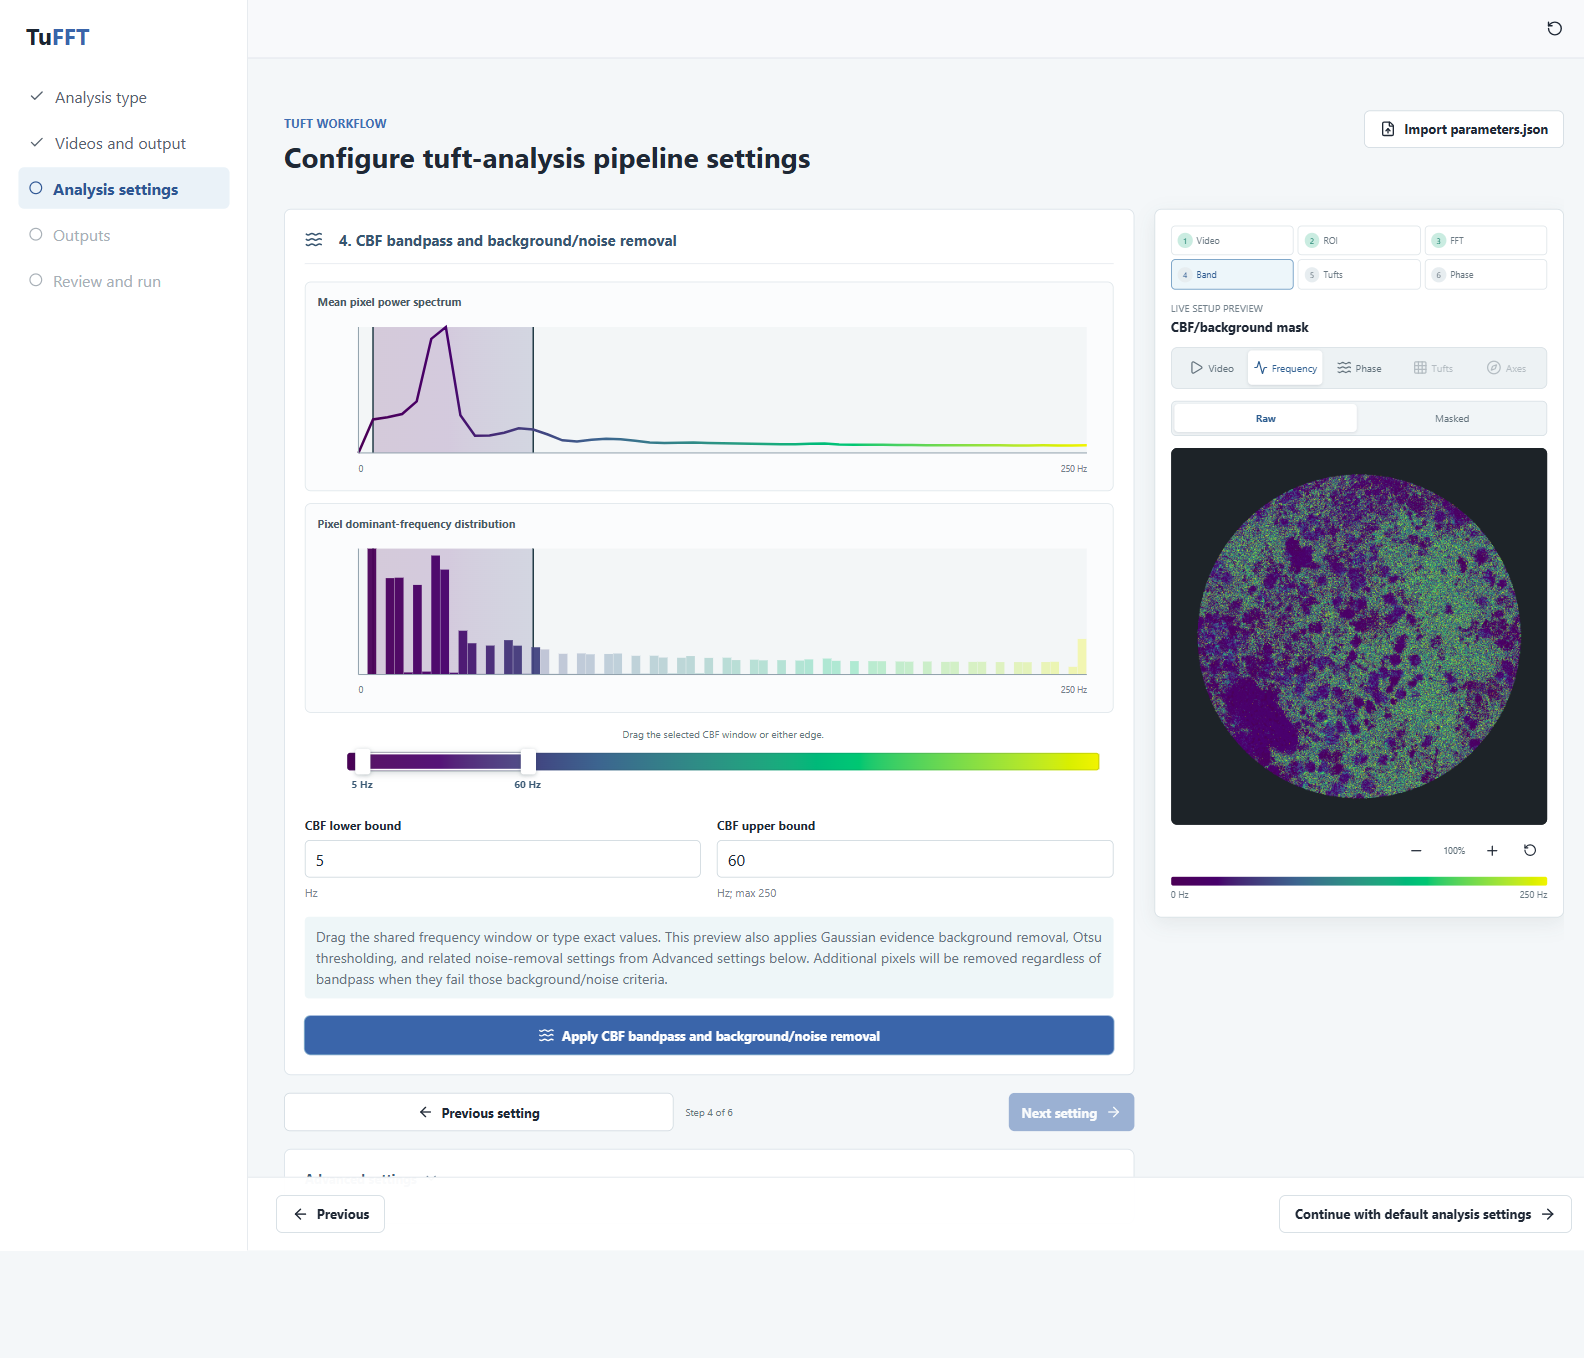 TuFFT
Analysis type
Videos and output
Analysis settings
Outputs
Review and run
TUFT WORKFLOW
Configure tuft-analysis pipeline settings
Import parameters.json
4. CBF bandpass and background/noise removal
Mean pixel power spectrum
0
250 Hz
Pixel dominant-frequency distribution
0
250 Hz
Drag the selected CBF window or either edge.
5 Hz
60 Hz
CBF lower bound
CBF upper bound
5
60
Hz
Hz; max 250
Drag the shared frequency window or type exact values. This preview also applies Gaussian evidence background removal, Otsu
thresholding, and related noise-removal settings from Advanced settings below. Additional pixels will be removed regardless of
bandpass when they fail those background/noise criteria.
Apply CBF bandpass and background/noise removal
Previous setting
Step 4 of 6
Next setting
1 Video
2 ROI
3 FFT
4 Band
5 Tufts
6 Phase
LIVE SETUP PREVIEW
CBF/background mask
Video
Frequency
Phase
Tufts
Axes
Raw
Masked
100%
0 Hz
250 Hz
Previous
Continue with default analysis settings